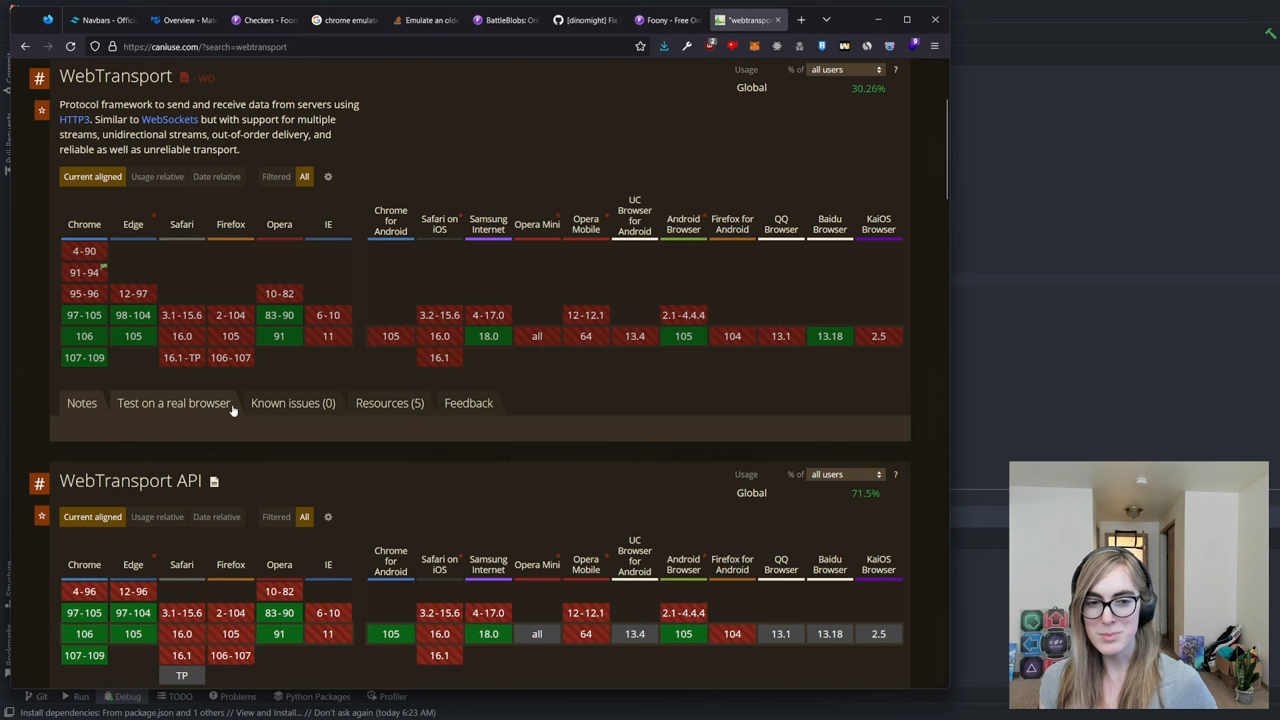 Navbars · Offici
Overview - Mate
Checkers - Foon
chrome emulate
Emulate an olde
BattleBlobs: Onl
[dinomight] Fix
Foony - Free On
"webtranspor
https://caniuse.com/?search=webtransport
# WebTransport - WD
Usage % of all users ?
Global 30.26%
Protocol framework to send and receive data from servers using
HTTP3. Similar to WebSockets but with support for multiple
streams, unidirectional streams, out-of-order delivery, and
reliable as well as unreliable transport.
Current aligned Usage relative Date relative Filtered All
Chrome Edge Safari Firefox Opera IE Chrome for Android Safari on iOS Samsung Internet Opera Mini Opera Mobile UC Browser for Android Android Browser Firefox for Android QQ Browser Baidu Browser KaiOS Browser
4-90
91-94
95-96 12-97 10-82
97-105 98-104 3.1-15.6 2-104 83-90 6-10 3.2-15.6 4-17.0 12-12.1 2.1-4.4.4
106 105 16.0 105 91 11 105 16.0 18.0 all 64 13.4 105 104 13.1 13.18 2.5
107-109 16.1-TP 106-107 16.1
Notes Test on a real browser Known issues (0) Resources (5) Feedback
# WebTransport API
Usage % of all users ?
Global 71.5%
Current aligned Usage relative Date relative Filtered All
Chrome Edge Safari Firefox Opera IE Chrome for Android Safari on iOS Samsung Internet Opera Mini Opera Mobile UC Browser for Android Android Browser Firefox for Android QQ Browser Baidu Browser KaiOS Browser
4-96 12-96 10-82
97-105 97-104 3.1-15.6 2-104 83-90 6-10 3.2-15.6 4-17.0 12-12.1 2.1-4.4.4
106 105 16.0 105 91 11 105 16.0 18.0 all 64 13.4 105 104 13.1 13.18 2.5
107-109 16.1 106-107 16.1
TP
Git Run Debug TODO Problems Python Packages Profiler
Install dependencies: From package.json and 1 others // View and Install... // Don't ask again (today 6:23 AM)